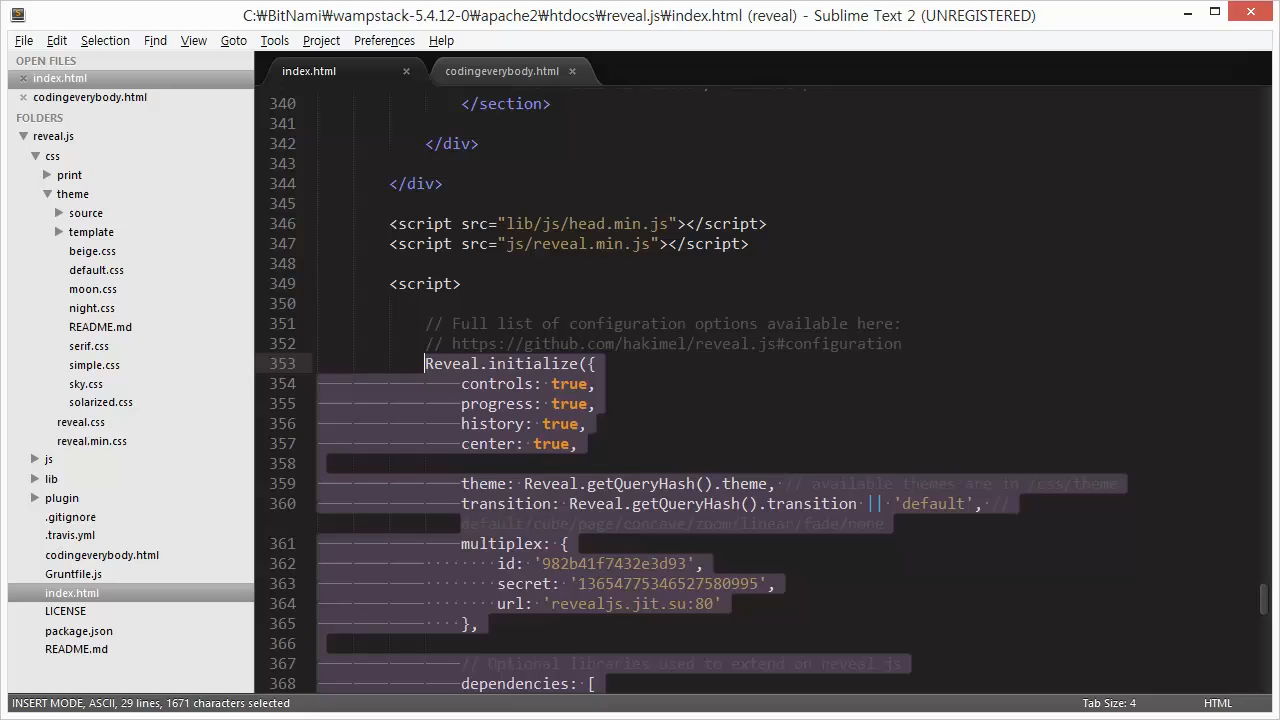 C:₩BitNami₩wampstack-5.4.12-0₩apache2₩htdocs₩reveal.js₩index.html (reveal) - Sublime Text 2 (UNREGISTERED)
File Edit Selection Find View Goto Tools Project Preferences Help
OPEN FILES
index.html
codingeverybody.html
FOLDERS
reveal.js
css
print
theme
source
template
beige.css
default.css
moon.css
night.css
README.md
serif.css
simple.css
sky.css
solarized.css
reveal.css
reveal.min.css
js
lib
plugin
.gitignore
.travis.yml
codingeverybody.html
Gruntfile.js
index.html
LICENSE
package.json
README.md
index.html codingeverybody.html
340 </section>
341
342 </div>
343
344 </div>
345
346 <script src="lib/js/head.min.js"></script>
347 <script src="js/reveal.min.js"></script>
348
349 <script>
350
351 // Full list of configuration options available here:
352 // https://github.com/hakimel/reveal.js#configuration
353 Reveal.initialize({
354 controls: true,
355 progress: true,
356 history: true,
357 center: true,
358
359 theme: Reveal.getQueryHash().theme, // available themes are in /css/theme
360 transition: Reveal.getQueryHash().transition || 'default', //
default/cube/page/concave/zoom/linear/fade/none
361 multiplex: {
362 id: '982b41f7432e3d93',
363 secret: '13654775346527580995',
364 url: 'revealjs.jit.su:80'
365 },
366
367 // Optional libraries used to extend on reveal.js
368 dependencies: [
INSERT MODE, ASCII, 29 lines, 1671 characters selected
Tab Size: 4
HTML